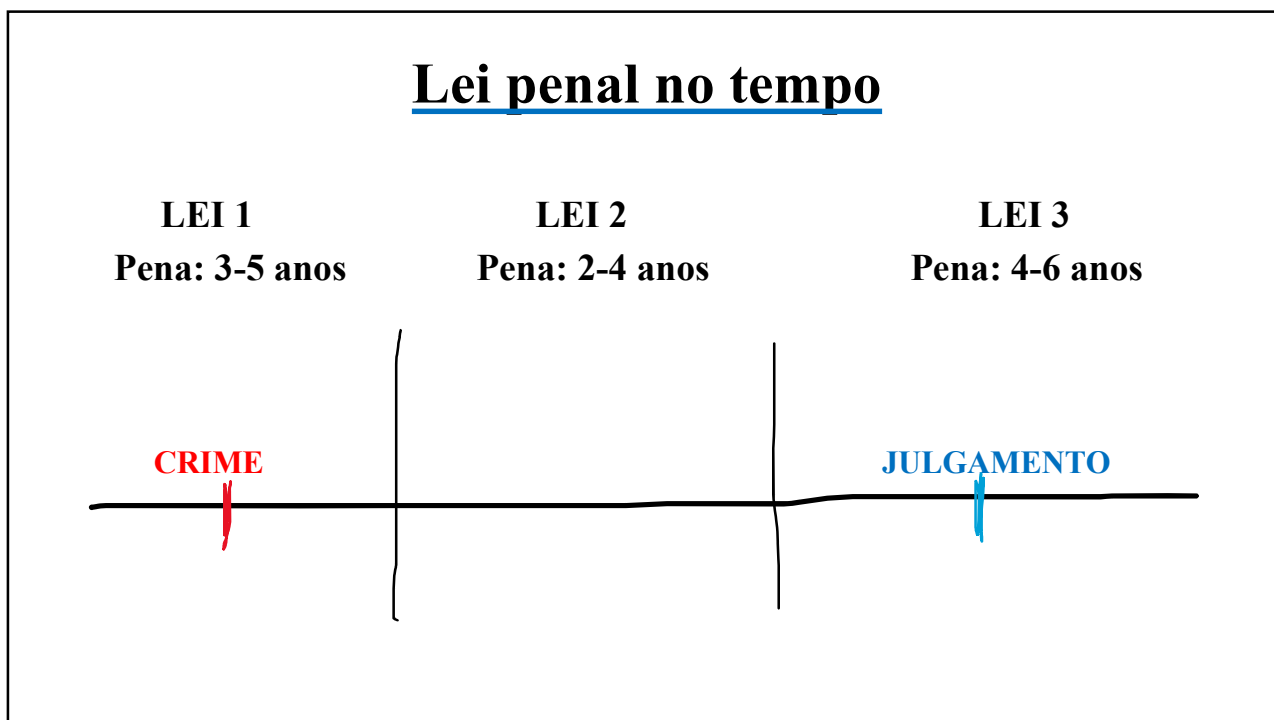 Lei penal no tempo
LEI 1
Pena: 3-5 anos
LEI 2
Pena: 2-4 anos
LEI 3
Pena: 4-6 anos
CRIME
JULGAMENTO